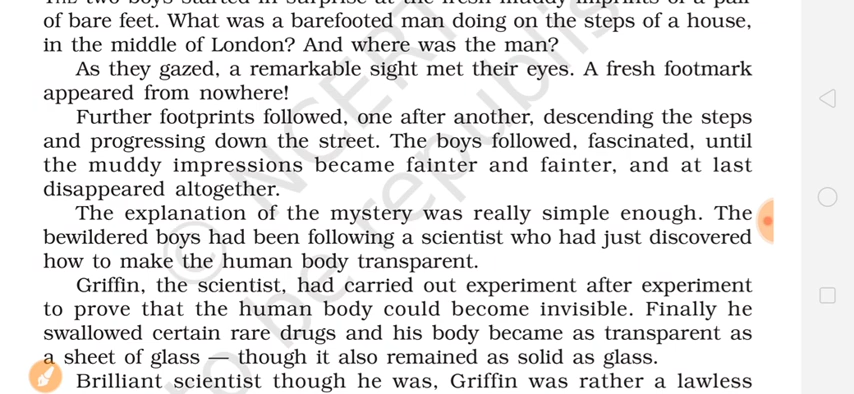 of bare feet. What was a barefooted man doing on the steps of a house,
in the middle of London? And where was the man?
As they gazed, a remarkable sight met their eyes. A fresh footmark
appeared from nowhere!
Further footprints followed, one after another, descending the steps
and progressing down the street. The boys followed, fascinated, until
the muddy impressions became fainter and fainter, and at last
disappeared altogether.
The explanation of the mystery was really simple enough. The
bewildered boys had been following a scientist who had just discovered
how to make the human body transparent.
Griffin, the scientist, had carried out experiment after experiment
to prove that the human body could become invisible. Finally he
swallowed certain rare drugs and his body became as transparent as
a sheet of glass — though it also remained as solid as glass.
Brilliant scientist though he was, Griffin was rather a lawless
© NCERT
to be republis